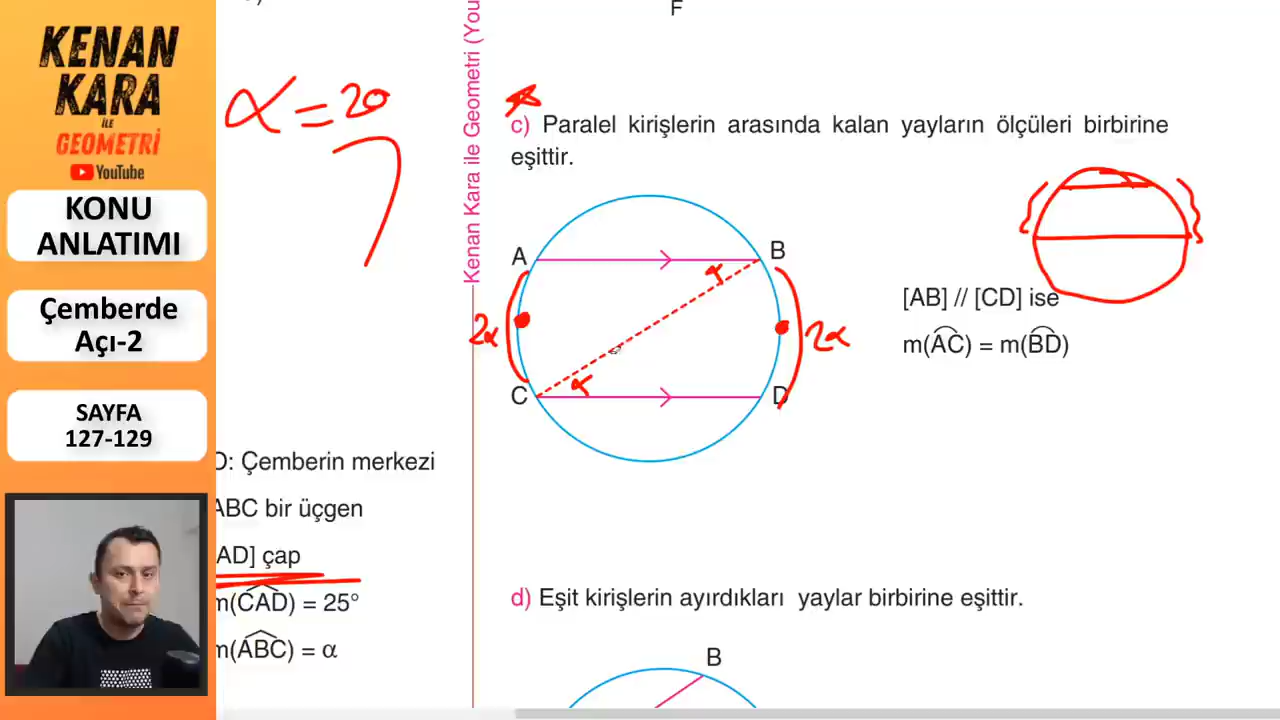 KENAN
KARA
İLE
GEOMETRİ
YouTube
KONU
ANLATIMI
Çemberde
Açı-2
SAYFA
127-129
α = 20
O: Çemberin merkezi
ABC bir üçgen
AD] çap
m(CAD) = 25°
m(ABC) = α
Kenan Kara ile Geometri (You
F
c) Paralel kirişlerin arasında kalan yayların ölçüleri birbirine
eşittir.
A
B
α
2α
2α
α
C
D
[AB] // [CD] ise
m(AC) = m(BD)
d) Eşit kirişlerin ayırdıkları yaylar birbirine eşittir.
B